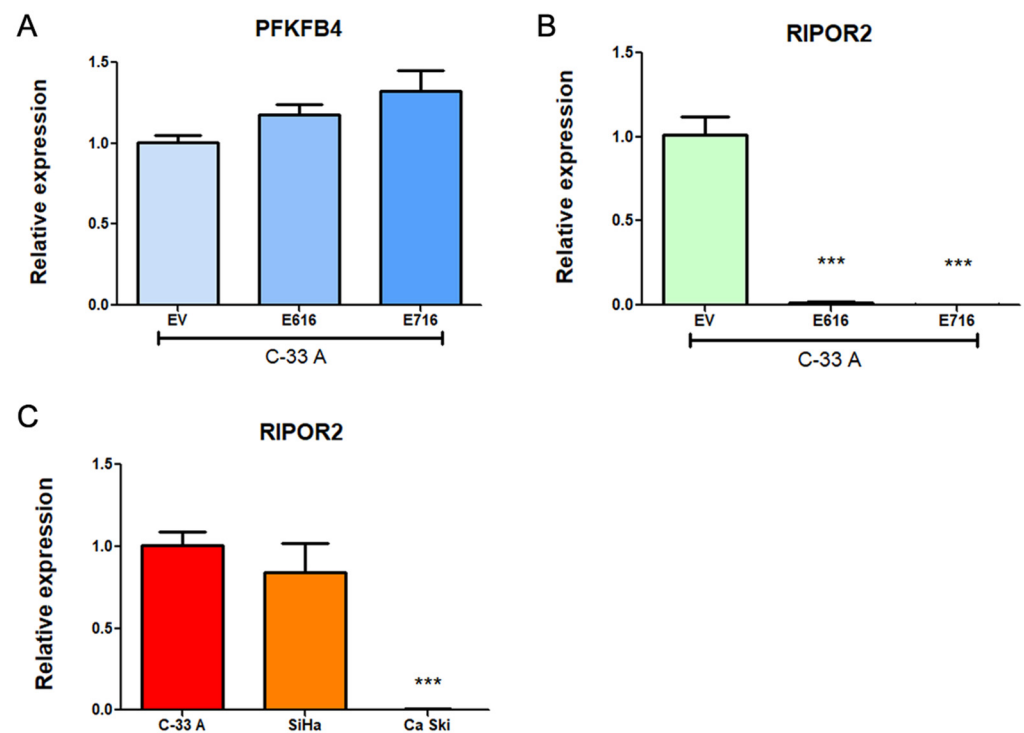 A
PFKFB4
Relative expression
1.5
1.0
0.5
0.0
EV E616 E716
C-33 A
B
RIPOR2
Relative expression
1.5
1.0
0.5
0.0
*** ***
EV E616 E716
C-33 A
C
RIPOR2
Relative expression
1.5
1.0
0.5
0.0
***
C-33 A SiHa Ca Ski